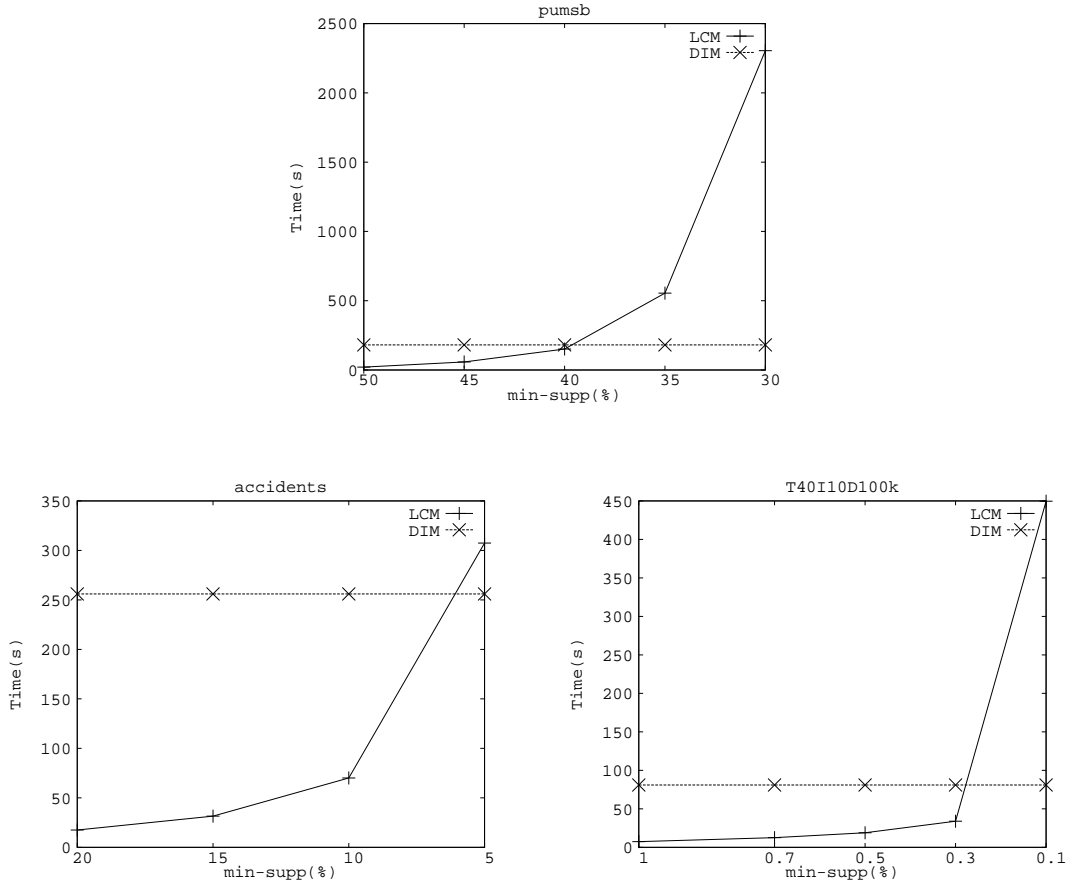 pumsb
2500
2000
1500
1000
500
0
Time(s)
LCM
DIM
50 45 40 35 30
min-supp(%)
accidents
350
300
250
200
150
100
50
0
Time(s)
LCM
DIM
20 15 10 5
min-supp(%)
T40I10D100k
450
400
350
300
250
200
150
100
50
0
Time(s)
LCM
DIM
1 0.7 0.5 0.3 0.1
min-supp(%)